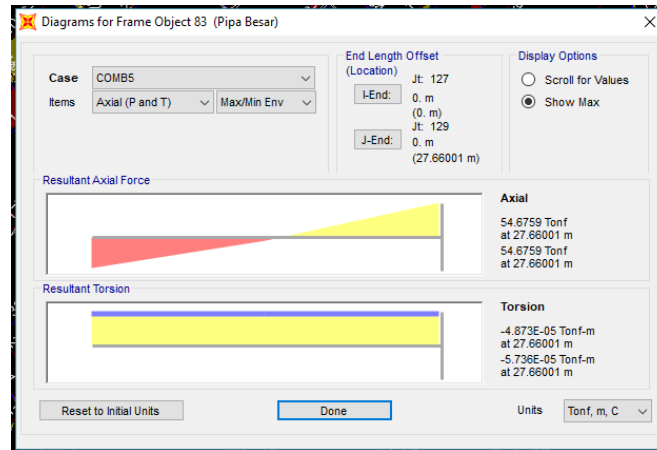 Diagrams for Frame Object 83 (Pipa Besar)
Case
COMB5
Items
Axial (P and T)
Max/Min Env
End Length Offset
(Location)
Jt: 127
I-End:
0. m
(0. m)
Jt: 129
J-End:
0. m
(27.66001 m)
Display Options
Scroll for Values
Show Max
Resultant Axial Force
Axial
54.6759 Tonf
at 27.66001 m
54.6759 Tonf
at 27.66001 m
Resultant Torsion
Torsion
-4.873E-05 Tonf-m
at 27.66001 m
-5.736E-05 Tonf-m
at 27.66001 m
Reset to Initial Units
Done
Units
Tonf, m, C